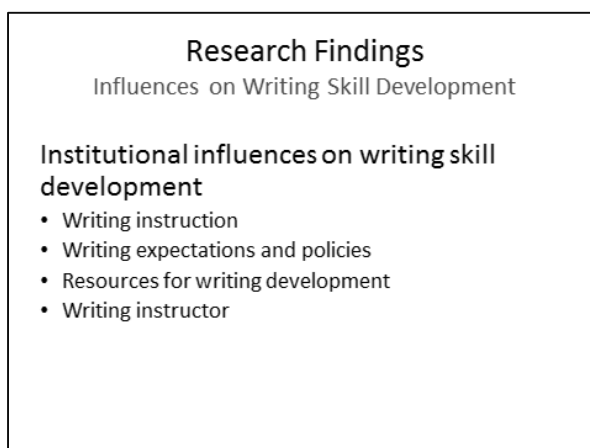 Research Findings
Influences on Writing Skill Development
Institutional influences on writing skill
development
• Writing instruction
• Writing expectations and policies
• Resources for writing development
• Writing instructor